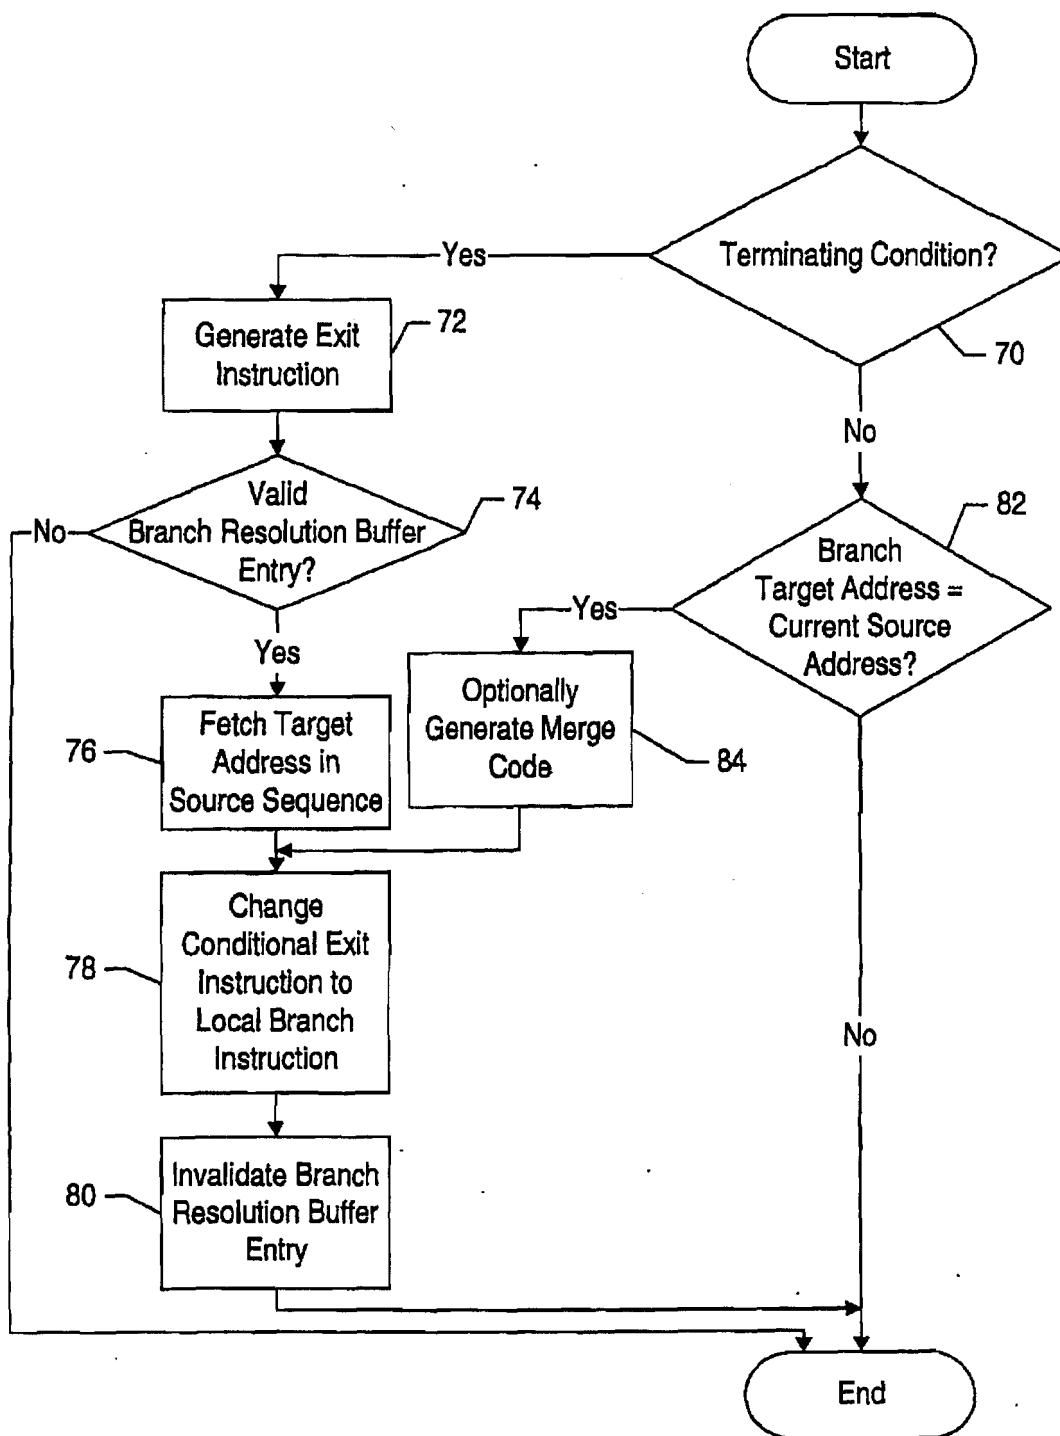 Start
Terminating Condition?
70
Yes
No
Generate Exit
Instruction
72
Valid
Branch Resolution Buffer
Entry?
74
No
Yes
Branch
Target Address =
Current Source
Address?
82
Yes
No
Optionally
Generate Merge
Code
84
Fetch Target
Address in
Source Sequence
76
Change
Conditional Exit
Instruction to
Local Branch
Instruction
78
Invalidate Branch
Resolution Buffer
Entry
80
End